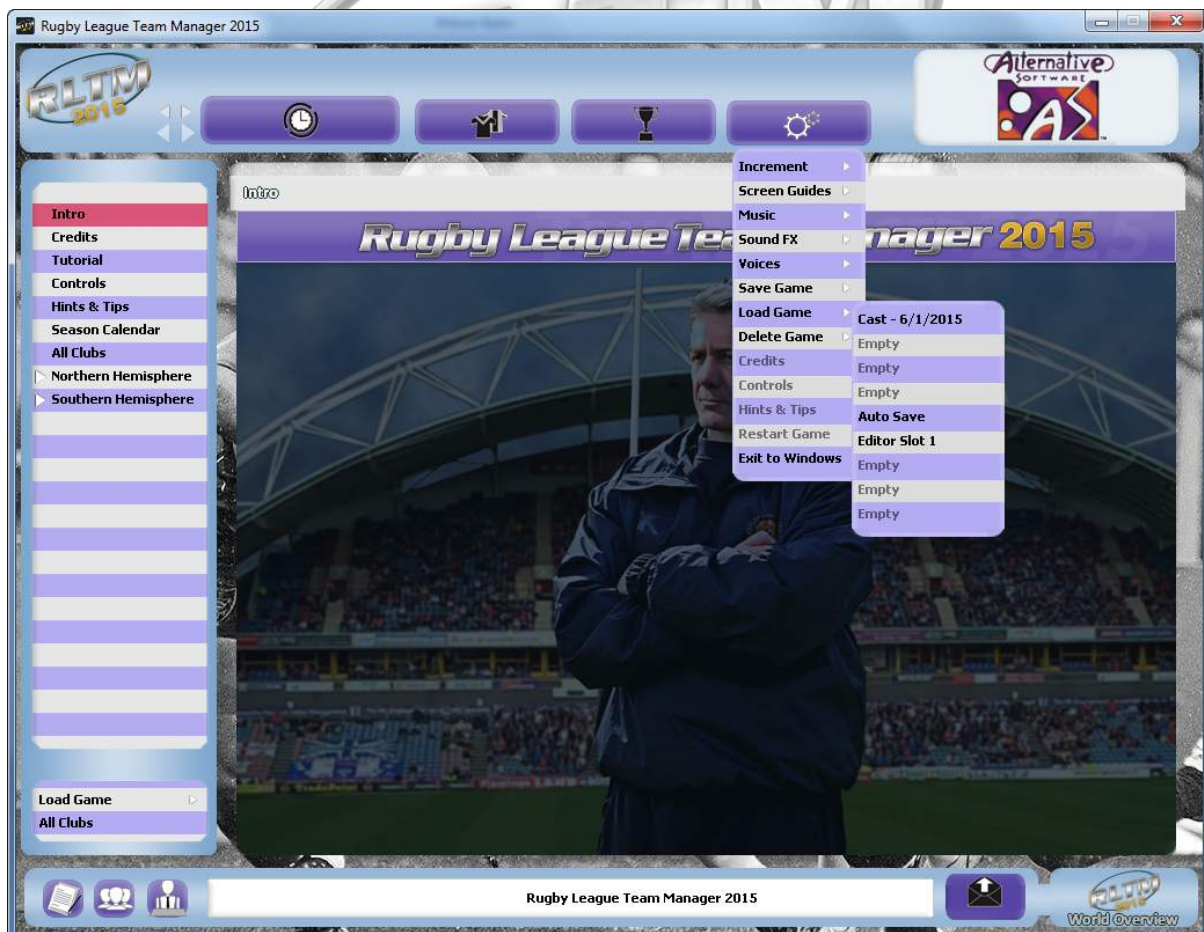 Rugby League Team Manager 2015
RLTM
2015
Alternative
SOFTWARE
AS
TM
Intro
Credits
Tutorial
Controls
Hints & Tips
Season Calendar
All Clubs
Northern Hemisphere
Southern Hemisphere
Load Game
All Clubs
Intro
Rugby League Tea nager 2015
Increment
Screen Guides
Music
Sound FX
Voices
Save Game
Load Game
Delete Game
Credits
Controls
Hints & Tips
Restart Game
Exit to Windows
Cast - 6/1/2015
Empty
Empty
Empty
Auto Save
Editor Slot 1
Empty
Empty
Empty
Rugby League Team Manager 2015
RLTM
2015
World Overview